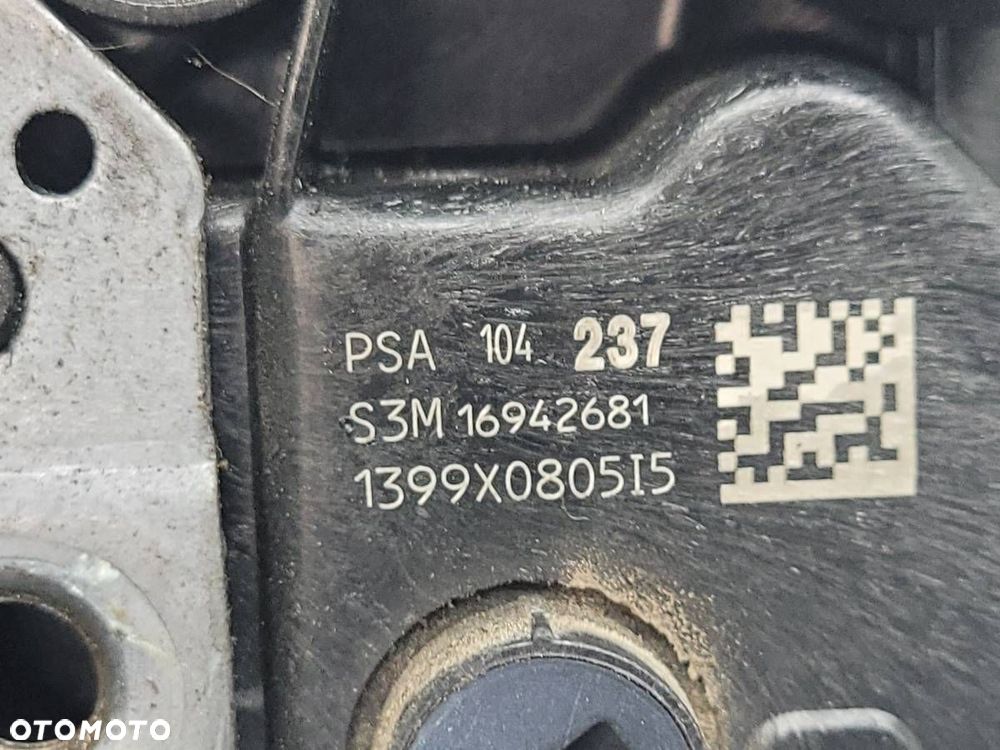 PSA 104 237
S3M 16942681
1399X0805I5
OTOMOTO